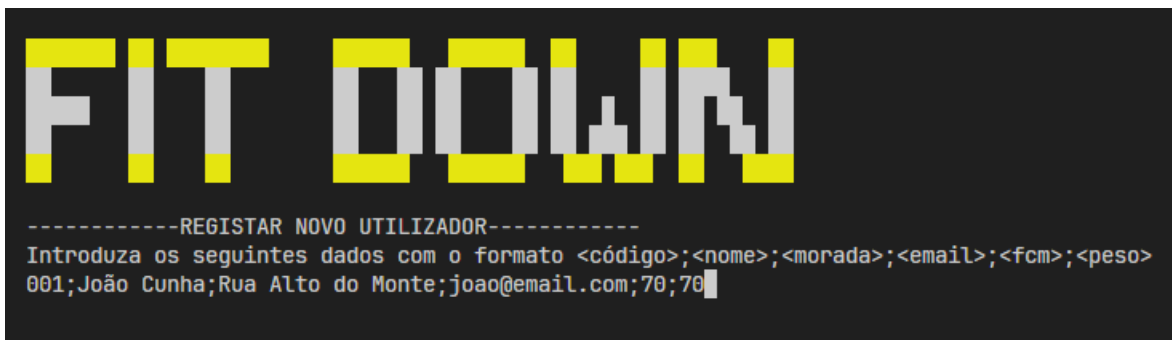 FIT DOWN
------------REGISTAR NOVO UTILIZADOR------------
Introduza os seguintes dados com o formato <código>;<nome>;<morada>;<email>;<fcm>;<peso>
001;João Cunha;Rua Alto do Monte;joao@email.com;70;70